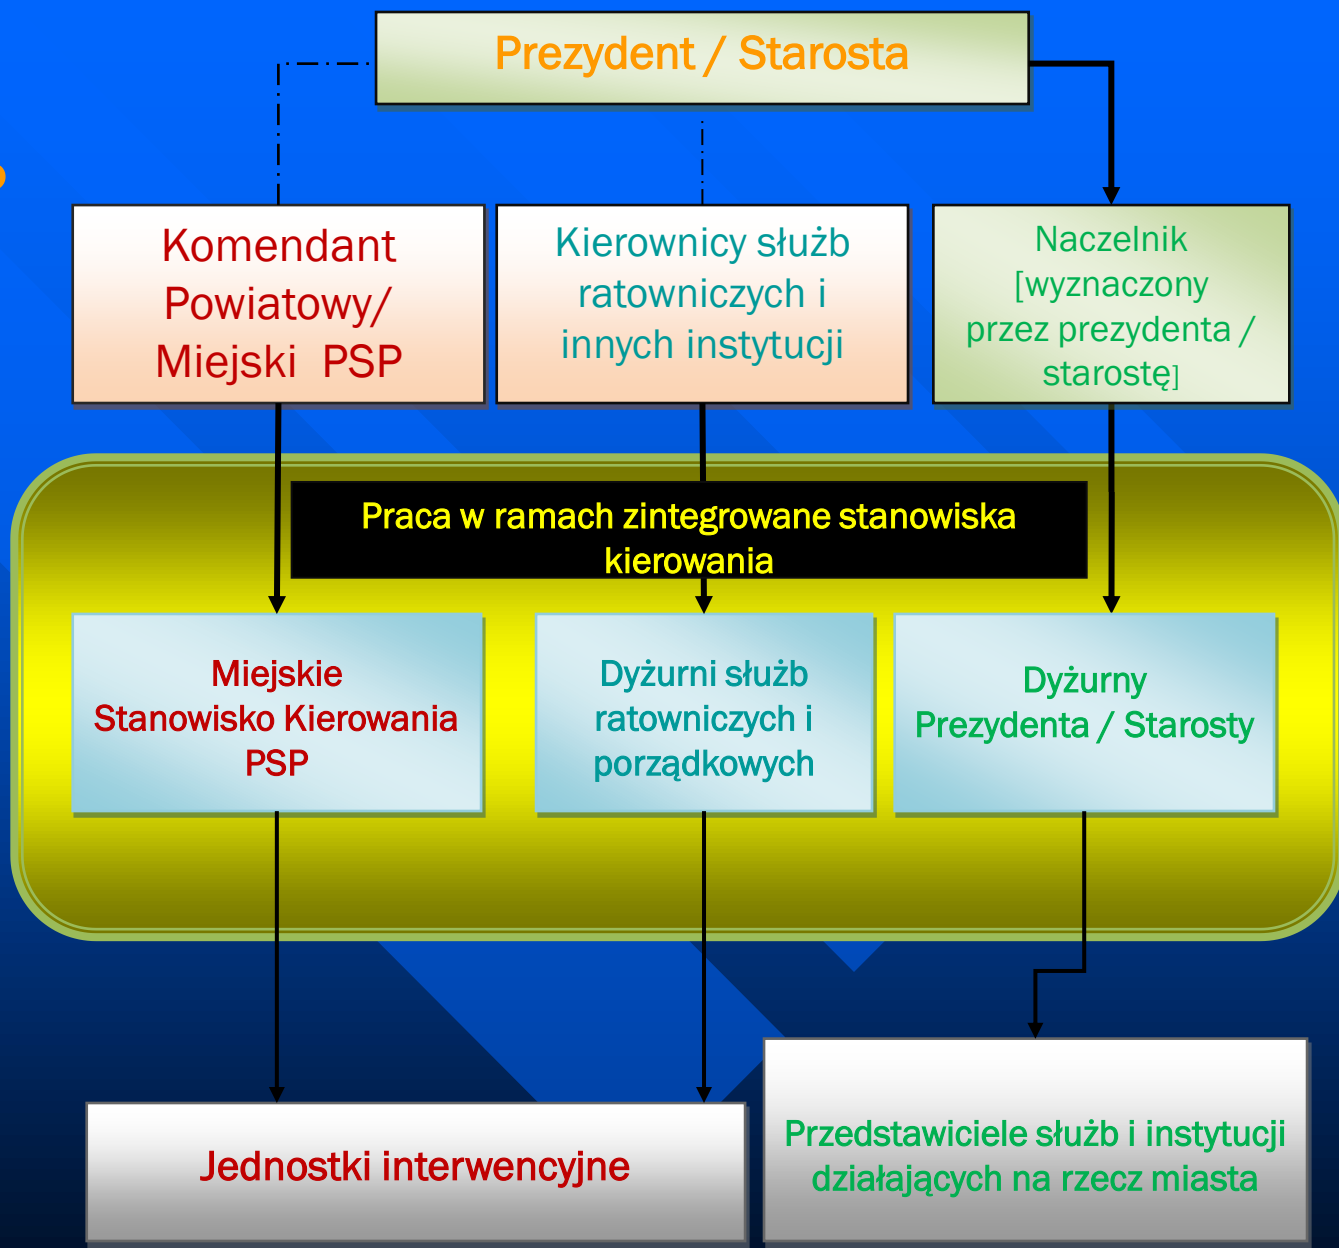 Prezydent / Starosta
Komendant
Powiatowy/
Miejski PSP
Kierownicy służb
ratowniczych i
innych instytucji
Naczelnik
[wyznaczony
przez prezydenta /
starostę]
Praca w ramach zintegrowane stanowiska
kierowania
Miejskie
Stanowisko Kierowania
PSP
Dyżurni służb
ratowniczych i
porządkowych
Dyżurny
Prezydenta / Starosty
Jednostki interwencyjne
Przedstawiciele służb i instytucji
działających na rzecz miasta